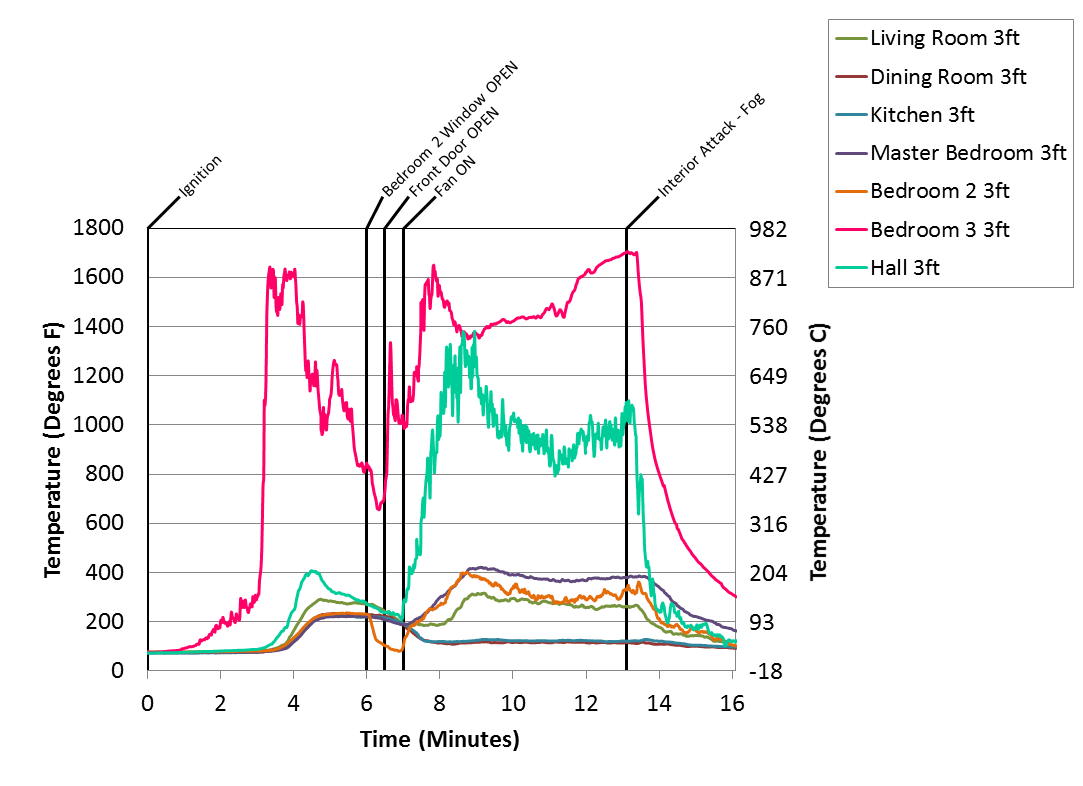 Living Room 3ft
Dining Room 3ft
Kitchen 3ft
Master Bedroom 3ft
Bedroom 2 3ft
Bedroom 3 3ft
Hall 3ft
Ignition
Bedroom 2 Window OPEN
Front Door OPEN
Fan ON
Interior Attack - Fog
Temperature (Degrees F)
1800
1600
1400
1200
1000
800
600
400
200
0
982
871
760
649
538
427
316
204
93
-18
Temperature (Degrees C)
0 2 4 6 8 10 12 14 16
Time (Minutes)